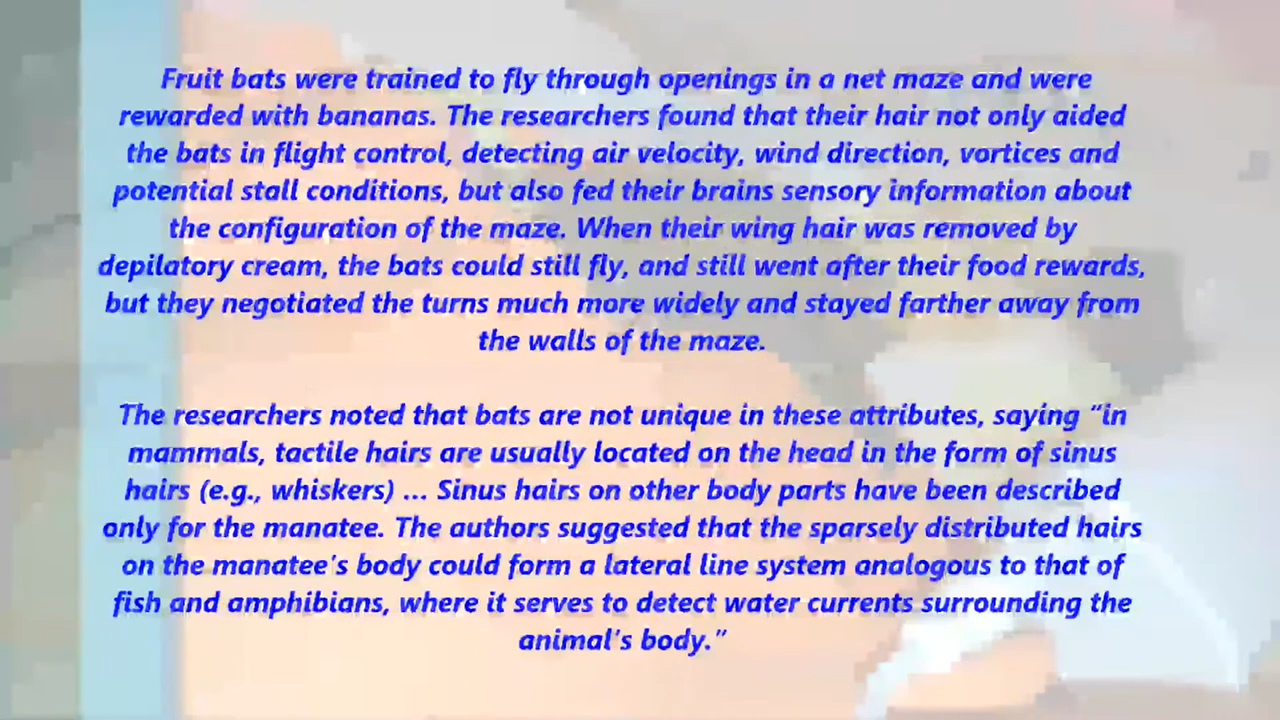 Fruit bats were trained to fly through openings in a net maze and were
rewarded with bananas. The researchers found that their hair not only aided
the bats in flight control, detecting air velocity, wind direction, vortices and
potential stall conditions, but also fed their brains sensory information about
the configuration of the maze. When their wing hair was removed by
depilatory cream, the bats could still fly, and still went after their food rewards,
but they negotiated the turns much more widely and stayed farther away from
the walls of the maze.
The researchers noted that bats are not unique in these attributes, saying “in
mammals, tactile hairs are usually located on the head in the form of sinus
hairs (e.g., whiskers) ... Sinus hairs on other body parts have been described
only for the manatee. The authors suggested that the sparsely distributed hairs
on the manatee's body could form a lateral line system analogous to that of
fish and amphibians, where it serves to detect water currents surrounding the
animal's body.”